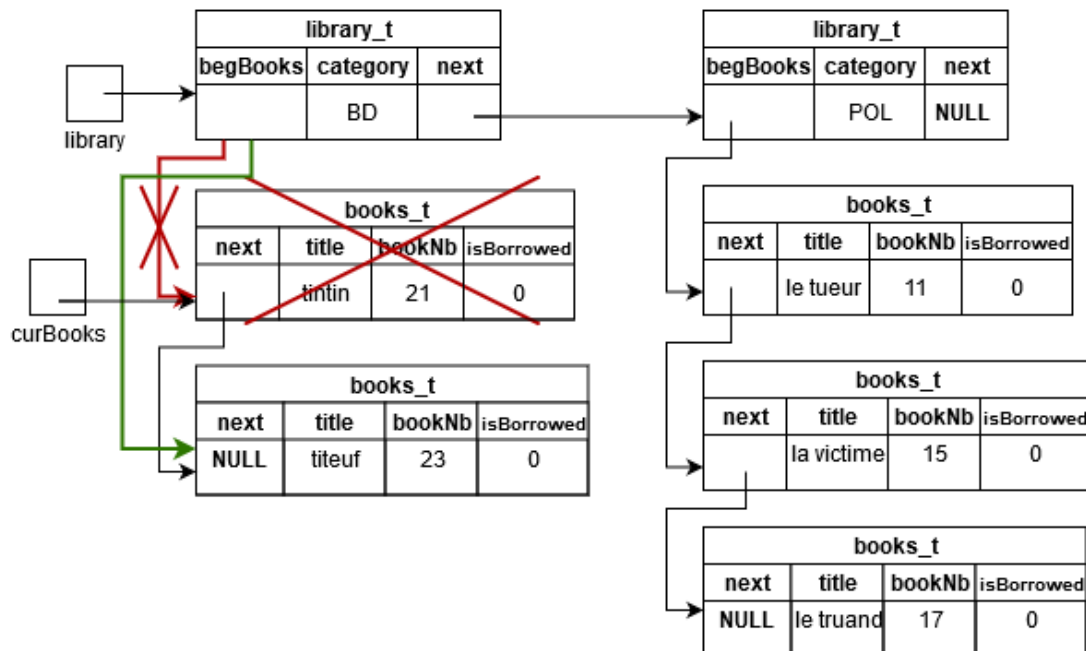 library_t
begBooks category next
BD
library
library_t
begBooks category next
POL NULL
books_t
next title bookNb isBorrowed
tintin 21 0
curBooks
books_t
next title bookNb isBorrowed
NULL titeuf 23 0
books_t
next title bookNb isBorrowed
le tueur 11 0
books_t
next title bookNb isBorrowed
la victime 15 0
books_t
next title bookNb isBorrowed
NULL le truand 17 0